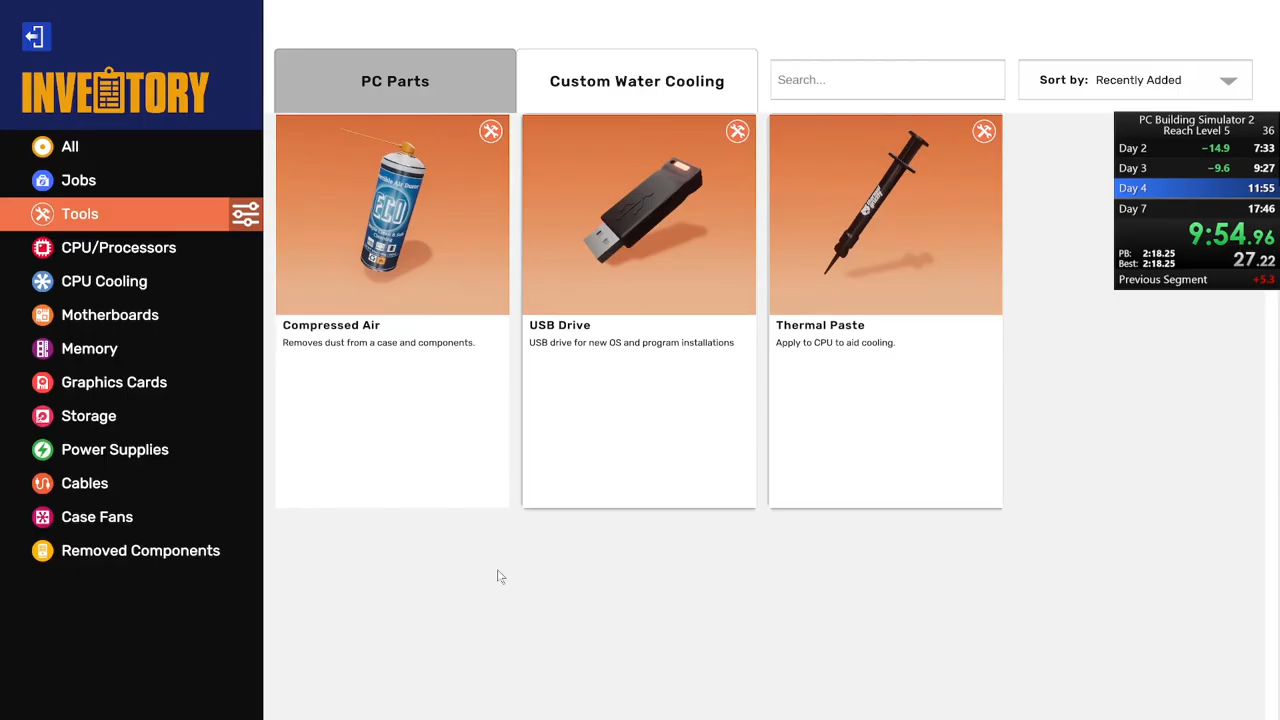 INVENTORY
All
Jobs
Tools
CPU/Processors
CPU Cooling
Motherboards
Memory
Graphics Cards
Storage
Power Supplies
Cables
Case Fans
Removed Components
PC Parts
Custom Water Cooling
Search...
Sort by: Recently Added
ECO
Compressed Air
Removes dust from a case and components.
USB Drive
USB drive for new OS and program installations
Thermal Paste
Apply to CPU to aid cooling.
PC Building Simulator 2
Reach Level 5 36
Day 2 −14.9 7:33
Day 3 −9.6 9:27
Day 4 11:55
Day 7 17:46
9:54.96
PB: 2:18.25
Best: 2:18.25
27.22
Previous Segment +5.3